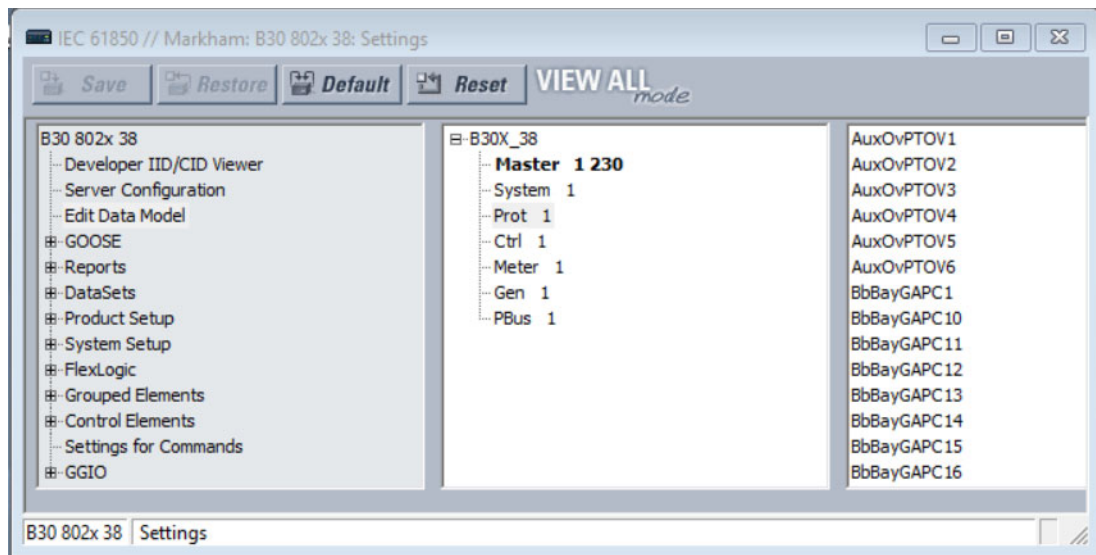 IEC 61850 // Markham: B30 802x 38: Settings
Save Restore Default Reset VIEW ALL mode
B30 802x 38
Developer IID/CID Viewer
Server Configuration
Edit Data Model
GOOSE
Reports
DataSets
Product Setup
System Setup
FlexLogic
Grouped Elements
Control Elements
Settings for Commands
GGIO
B30X_38
Master 1 230
System 1
Prot 1
Ctrl 1
Meter 1
Gen 1
PBus 1
AuxOvPTOV1
AuxOvPTOV2
AuxOvPTOV3
AuxOvPTOV4
AuxOvPTOV5
AuxOvPTOV6
BbBayGAPC1
BbBayGAPC10
BbBayGAPC11
BbBayGAPC12
BbBayGAPC13
BbBayGAPC14
BbBayGAPC15
BbBayGAPC16
B30 802x 38 Settings